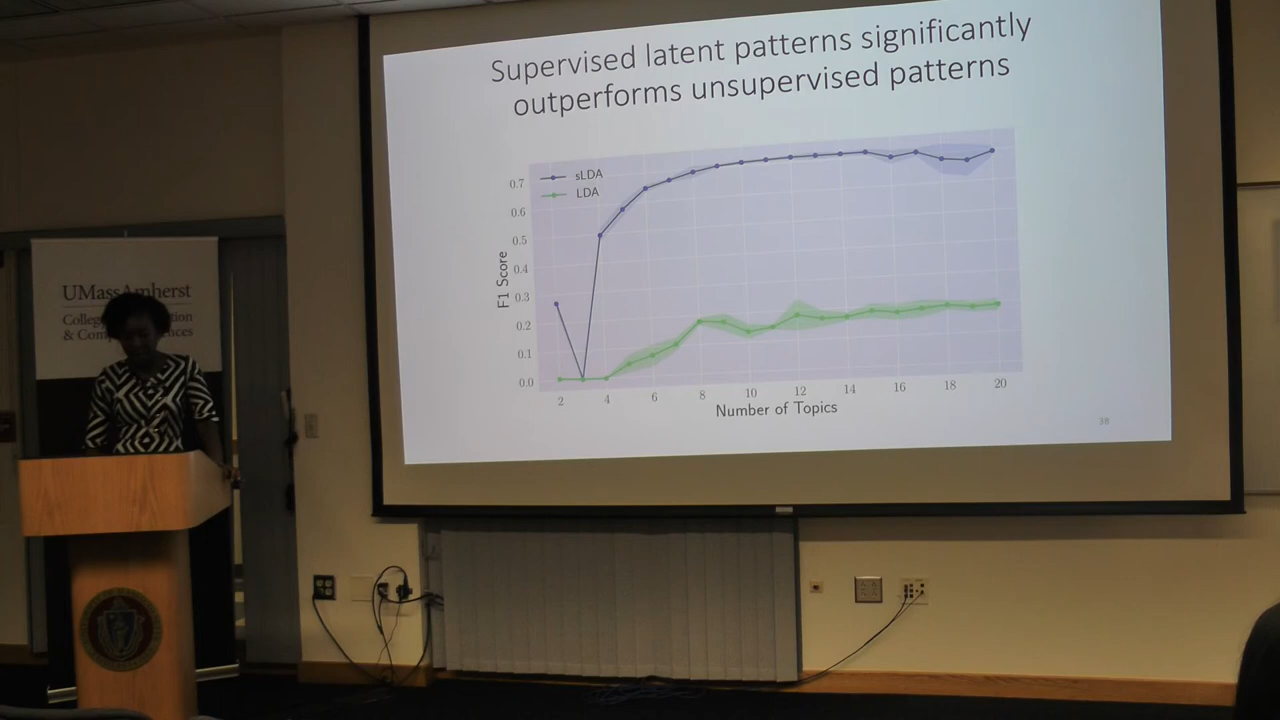 Supervised latent patterns significantly
outperforms unsupervised patterns
sLDA
LDA
0.7
0.6
0.5
0.4
0.3
0.2
0.1
0.0
F1 Score
2 4 6 8 10 12 14 16 18 20
Number of Topics
38
UMassAmherst
& Com